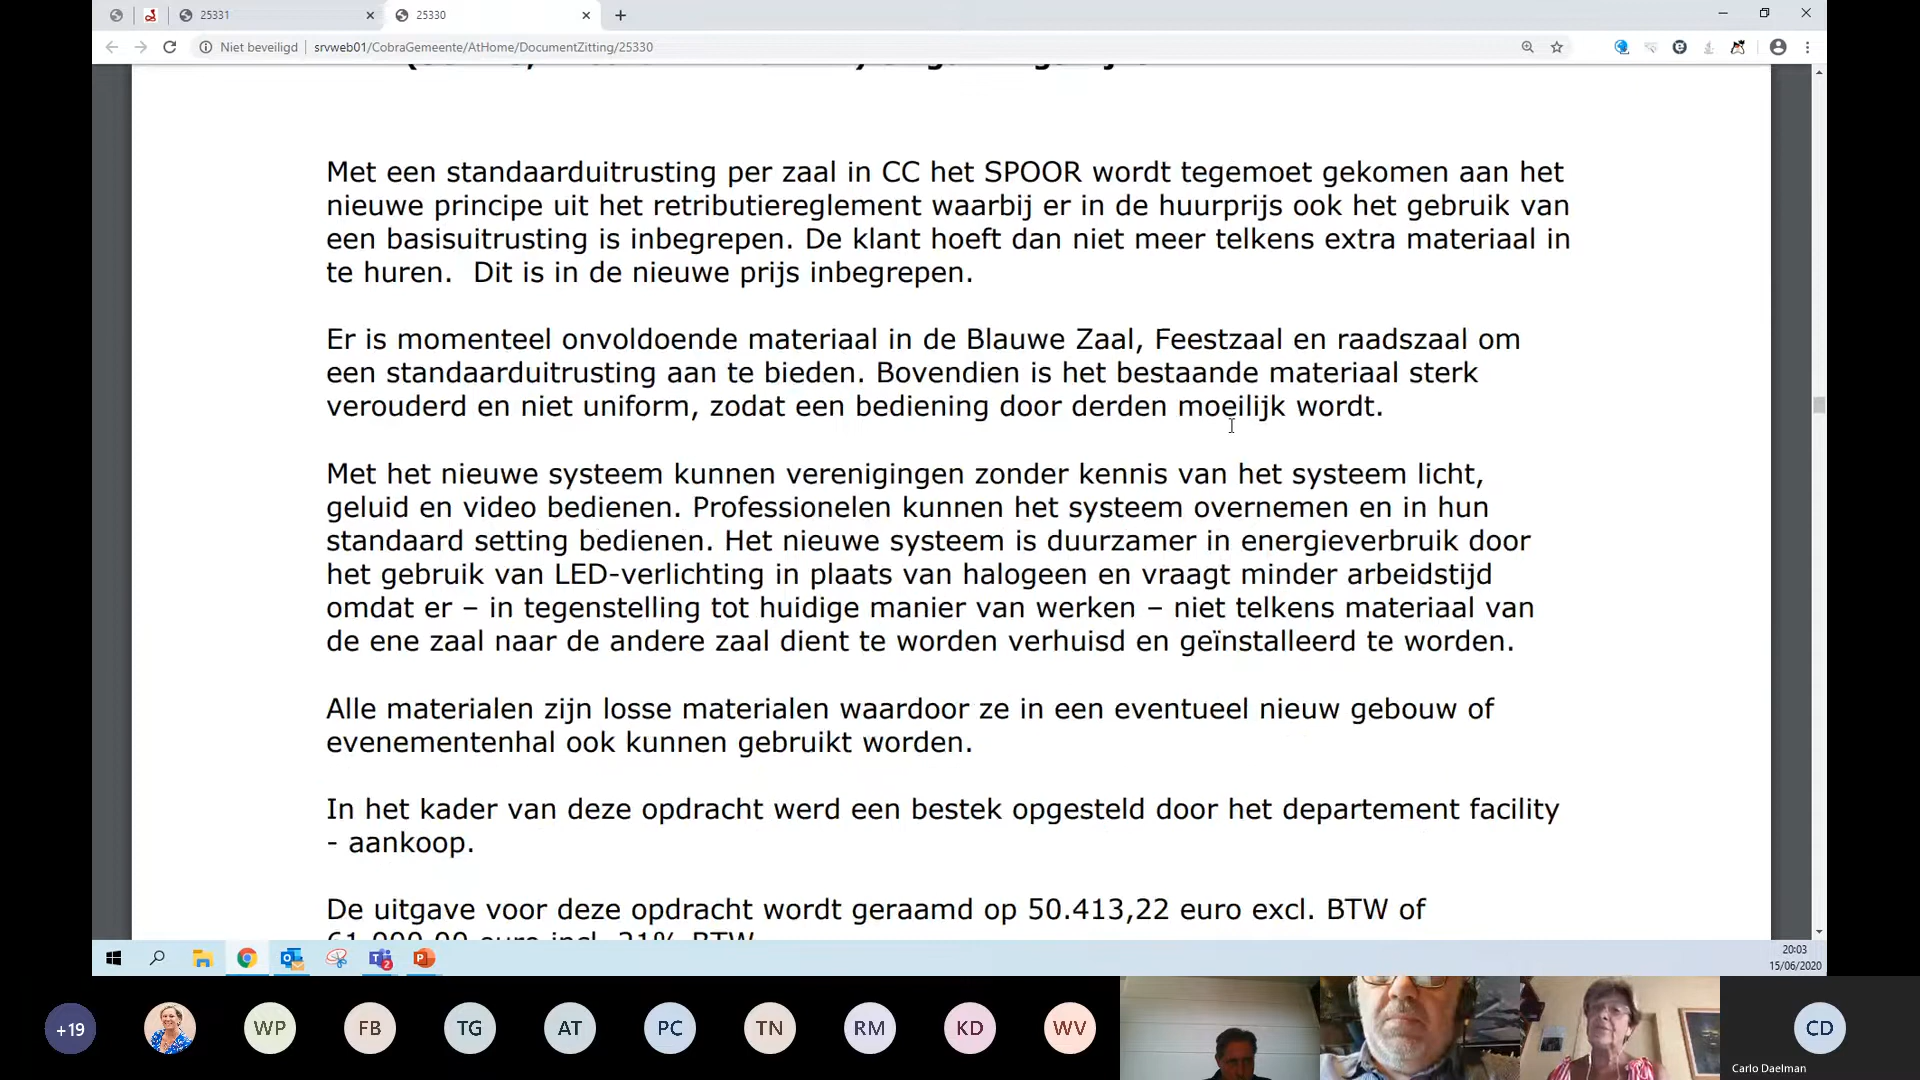 25331
25330
Niet beveiligd
srvweb01/CobraGemeente/AtHome/DocumentZitting/25330
Met een standaarduitrusting per zaal in CC het SPOOR wordt tegemoet gekomen aan het
nieuwe principe uit het retributiereglement waarbij er in de huurprijs ook het gebruik van
een basisuitrusting is inbegrepen. De klant hoeft dan niet meer telkens extra materiaal in
te huren.  Dit is in de nieuwe prijs inbegrepen.
Er is momenteel onvoldoende materiaal in de Blauwe Zaal, Feestzaal en raadszaal om
een standaarduitrusting aan te bieden. Bovendien is het bestaande materiaal sterk
verouderd en niet uniform, zodat een bediening door derden moeilijk wordt.
Met het nieuwe systeem kunnen verenigingen zonder kennis van het systeem licht,
geluid en video bedienen. Professionelen kunnen het systeem overnemen en in hun
standaard setting bedienen. Het nieuwe systeem is duurzamer in energieverbruik door
het gebruik van LED-verlichting in plaats van halogeen en vraagt minder arbeidstijd
omdat er – in tegenstelling tot huidige manier van werken – niet telkens materiaal van
de ene zaal naar de andere zaal dient te worden verhuisd en geïnstalleerd te worden.
Alle materialen zijn losse materialen waardoor ze in een eventueel nieuw gebouw of
evenementenhal ook kunnen gebruikt worden.
In het kader van deze opdracht werd een bestek opgesteld door het departement facility
- aankoop.
De uitgave voor deze opdracht wordt geraamd op 50.413,22 euro excl. BTW of
61.000,00 euro incl. 21% BTW
20:03
15/06/2020
+19
WP
FB
TG
AT
PC
TN
RM
KD
WV
CD
Carlo Daelman